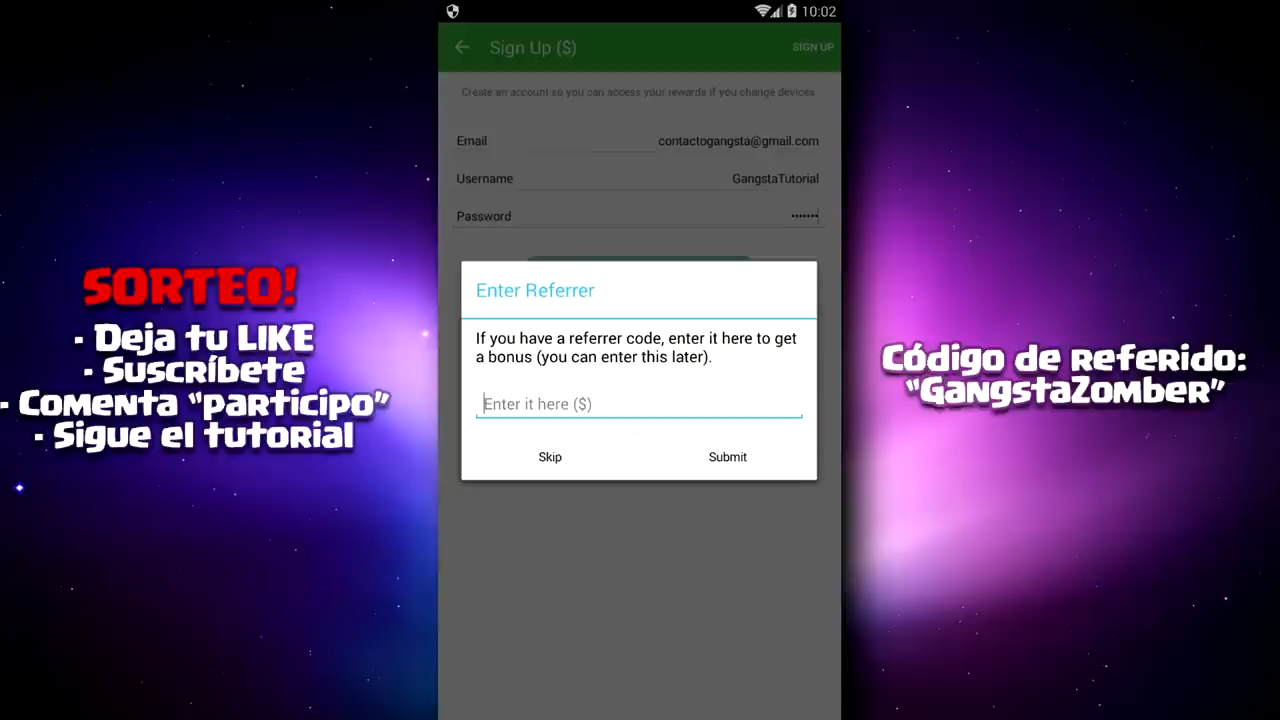 10:02
Sign Up ($)
SIGN UP
Create an account so you can access your rewards if you change devices
Email
contactogangsta@gmail.com
Username
GangstaTutorial
Password
•••••••
Enter Referrer
If you have a referrer code, enter it here to get
a bonus (you can enter this later).
Enter it here ($)
Skip
Submit
SORTEO!
- Deja tu LIKE
- Suscríbete
- Comenta "participo"
- Sigue el tutorial
Código de referido:
"GangstaZomber"